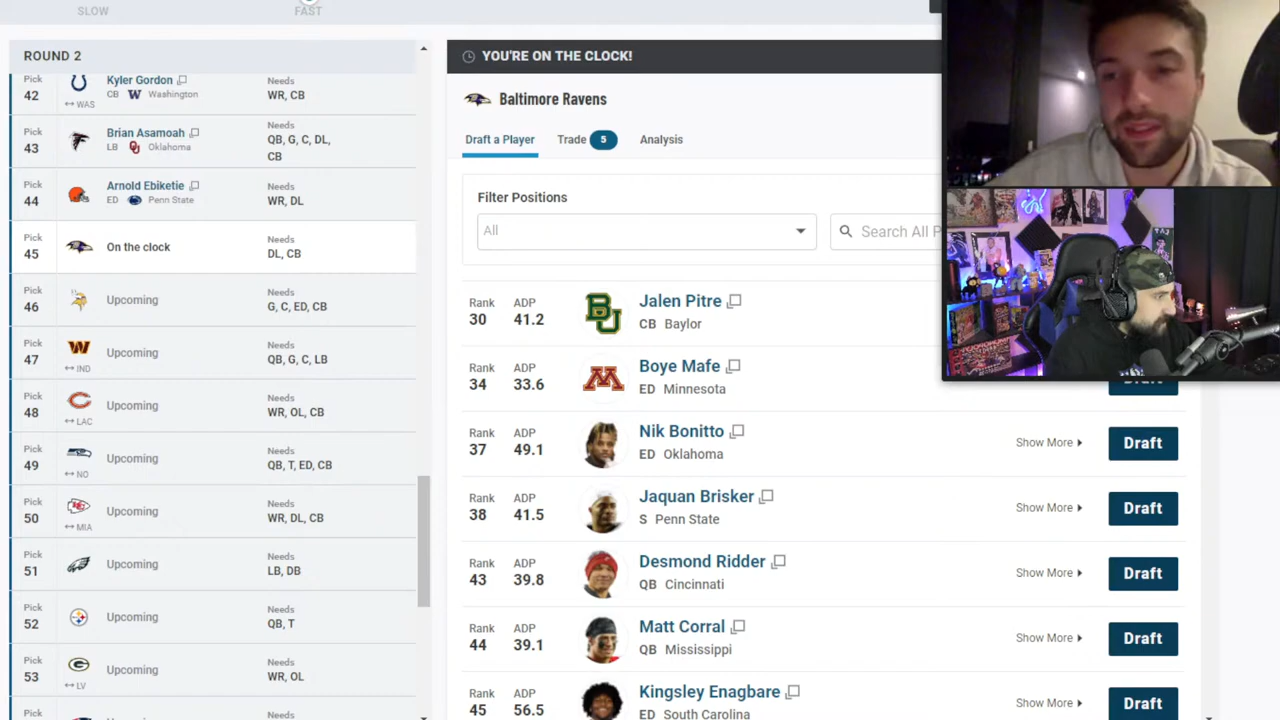 SLOW
FAST
ROUND 2
Pick
42
WAS
Kyler Gordon
CB W Washington
Needs
WR, CB
Pick
43
Brian Asamoah
LB Oklahoma
Needs
QB, G, C, DL,
CB
Pick
44
Arnold Ebiketie
ED Penn State
Needs
WR, DL
Pick
45
On the clock
Needs
DL, CB
Pick
46
Upcoming
Needs
G, C, ED, CB
Pick
47
IND
Upcoming
Needs
QB, G, C, LB
Pick
48
LAC
Upcoming
Needs
WR, OL, CB
Pick
49
NO
Upcoming
Needs
QB, T, ED, CB
Pick
50
MIA
Upcoming
Needs
WR, DL, CB
Pick
51
Upcoming
Needs
LB, DB
Pick
52
Upcoming
Needs
QB, T
Pick
53
LV
Upcoming
Needs
WR, OL
YOU'RE ON THE CLOCK!
Baltimore Ravens
Draft a Player Trade 5 Analysis
Filter Positions
All
Search All P
Rank ADP
30 41.2
Jalen Pitre
CB Baylor
Rank ADP
34 33.6
Boye Mafe
ED Minnesota
Draft
Rank ADP
37 49.1
Nik Bonitto
ED Oklahoma
Show More Draft
Rank ADP
38 41.5
Jaquan Brisker
S Penn State
Show More Draft
Rank ADP
43 39.8
Desmond Ridder
QB Cincinnati
Show More Draft
Rank ADP
44 39.1
Matt Corral
QB Mississippi
Show More Draft
Rank ADP
45 56.5
Kingsley Enagbare
ED South Carolina
Show More Draft